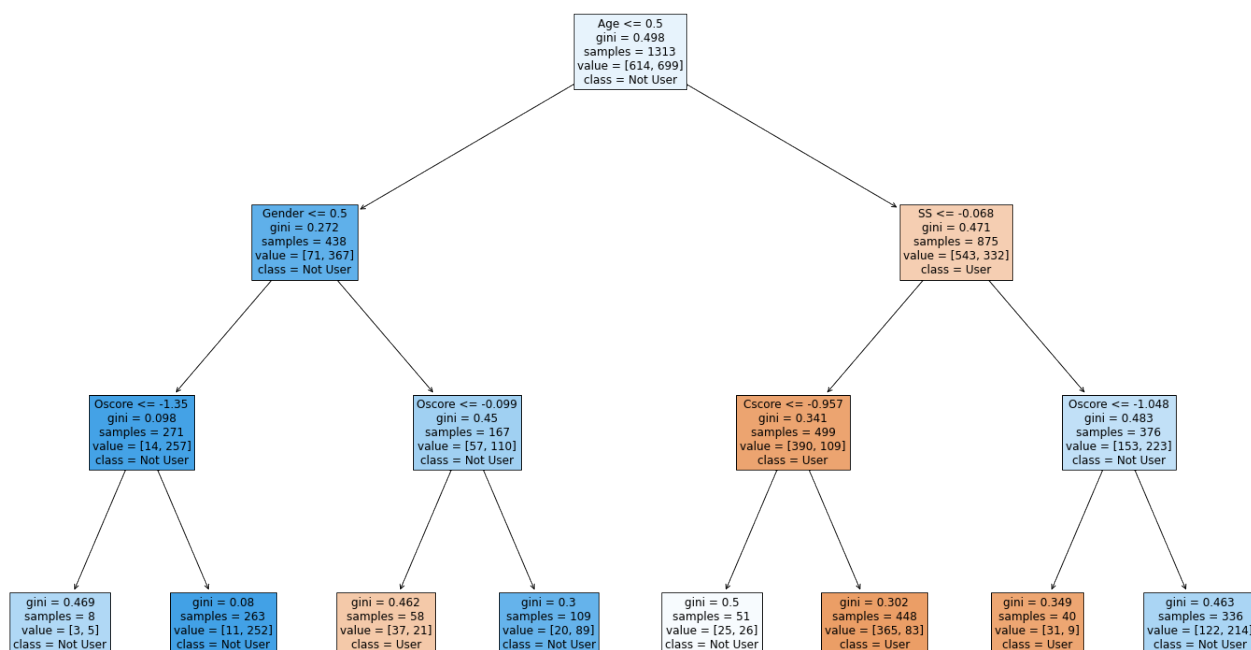 Age <= 0.5
gini = 0.498
samples = 1313
value = [614, 699]
class = Not User
Gender <= 0.5
gini = 0.272
samples = 438
value = [71, 367]
class = Not User
SS <= -0.068
gini = 0.471
samples = 875
value = [543, 332]
class = User
Oscore <= -1.35
gini = 0.098
samples = 271
value = [14, 257]
class = Not User
Oscore <= -0.099
gini = 0.45
samples = 167
value = [57, 110]
class = Not User
Cscore <= -0.957
gini = 0.341
samples = 499
value = [390, 109]
class = User
Oscore <= -1.048
gini = 0.483
samples = 376
value = [153, 223]
class = Not User
gini = 0.469
samples = 8
value = [3, 5]
class = Not User
gini = 0.08
samples = 263
value = [11, 252]
class = Not User
gini = 0.462
samples = 58
value = [37, 21]
class = User
gini = 0.3
samples = 109
value = [20, 89]
class = Not User
gini = 0.5
samples = 51
value = [25, 26]
class = Not User
gini = 0.302
samples = 448
value = [365, 83]
class = User
gini = 0.349
samples = 40
value = [31, 9]
class = User
gini = 0.463
samples = 336
value = [122, 214]
class = Not User